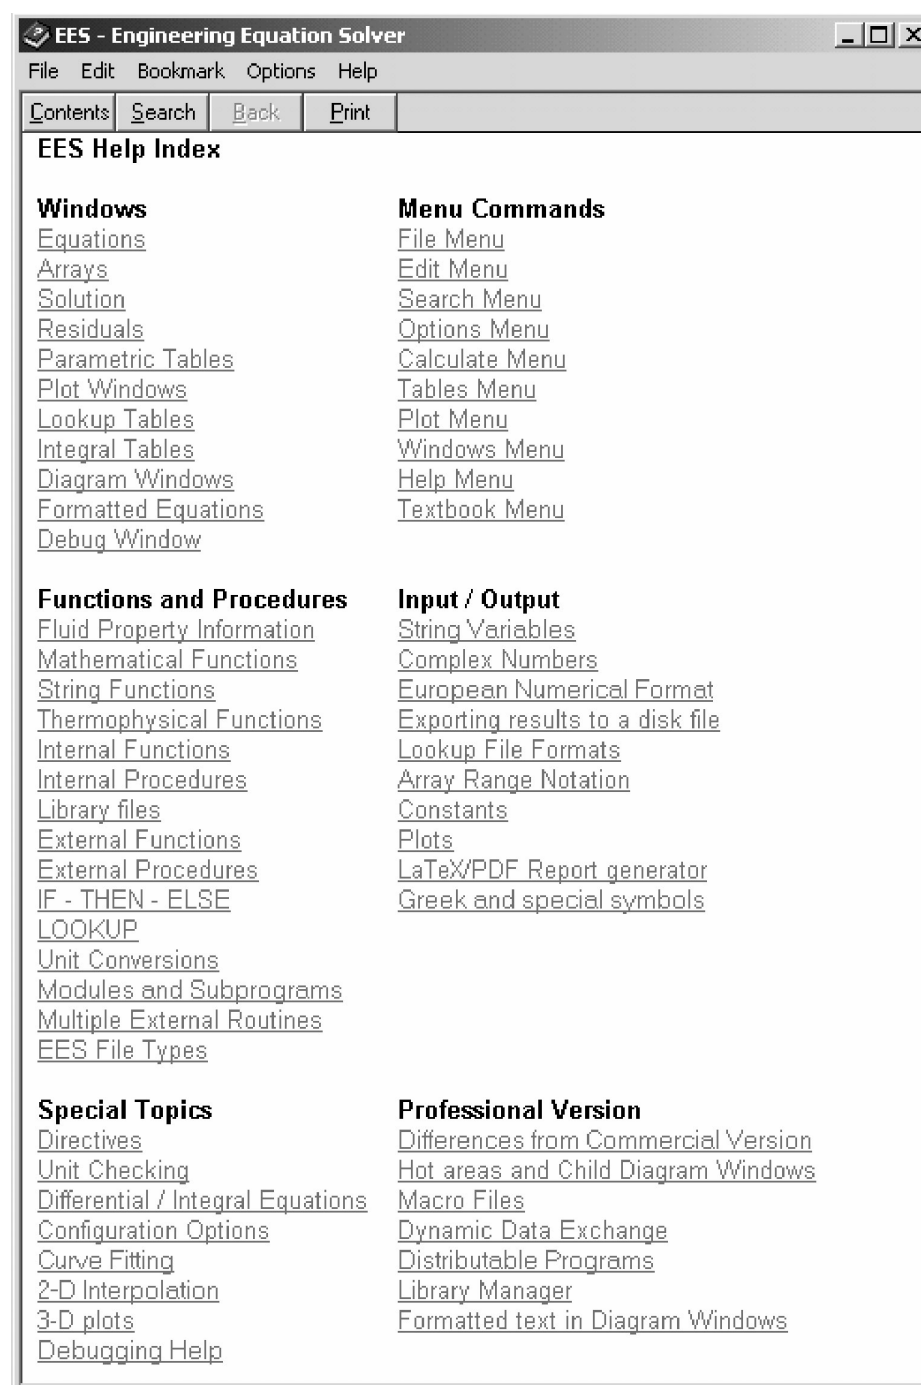 EES - Engineering Equation Solver
File Edit Bookmark Options Help
Contents Search Back Print
EES Help Index
Windows
Equations
Arrays
Solution
Residuals
Parametric Tables
Plot Windows
Lookup Tables
Integral Tables
Diagram Windows
Formatted Equations
Debug Window
Menu Commands
File Menu
Edit Menu
Search Menu
Options Menu
Calculate Menu
Tables Menu
Plot Menu
Windows Menu
Help Menu
Textbook Menu
Functions and Procedures
Fluid Property Information
Mathematical Functions
String Functions
Thermophysical Functions
Internal Functions
Internal Procedures
Library files
External Functions
External Procedures
IF - THEN - ELSE
LOOKUP
Unit Conversions
Modules and Subprograms
Multiple External Routines
EES File Types
Input / Output
String Variables
Complex Numbers
European Numerical Format
Exporting results to a disk file
Lookup File Formats
Array Range Notation
Constants
Plots
LaTeX/PDF Report generator
Greek and special symbols
Special Topics
Directives
Unit Checking
Differential / Integral Equations
Configuration Options
Curve Fitting
2-D Interpolation
3-D plots
Debugging Help
Professional Version
Differences from Commercial Version
Hot areas and Child Diagram Windows
Macro Files
Dynamic Data Exchange
Distributable Programs
Library Manager
Formatted text in Diagram Windows